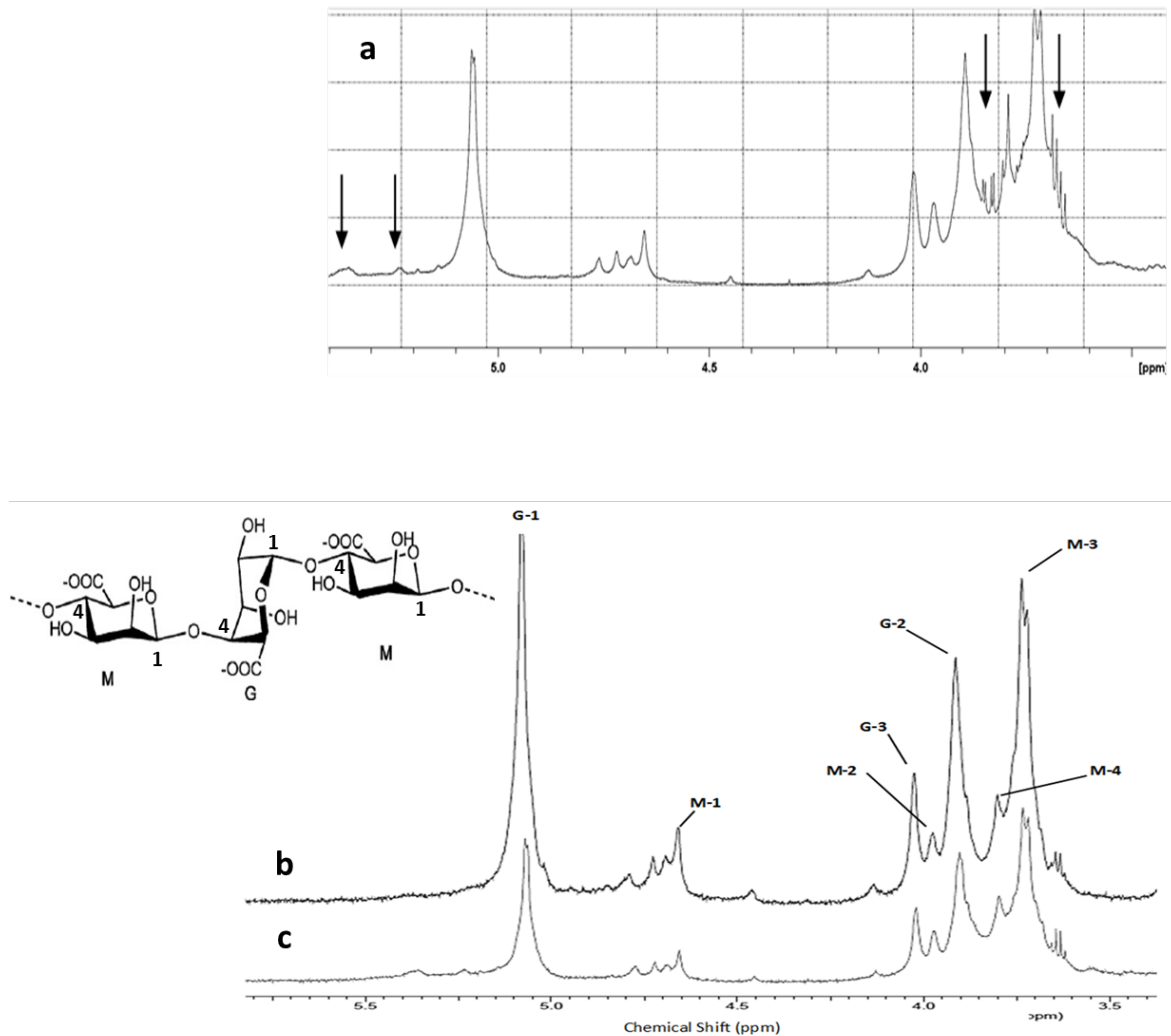 a
5.0 4.5 4.0 [ppm]
G-1
OH
1
-OOC O OH M-3
OH -OOC 4 O
4 O O HO 1 O
HO O 4 OH G-2
1 M
M -OOC G G-3
M-2 M-4
M-1
b
c
5.5 5.0 4.5 4.0 3.5
Chemical Shift (ppm)